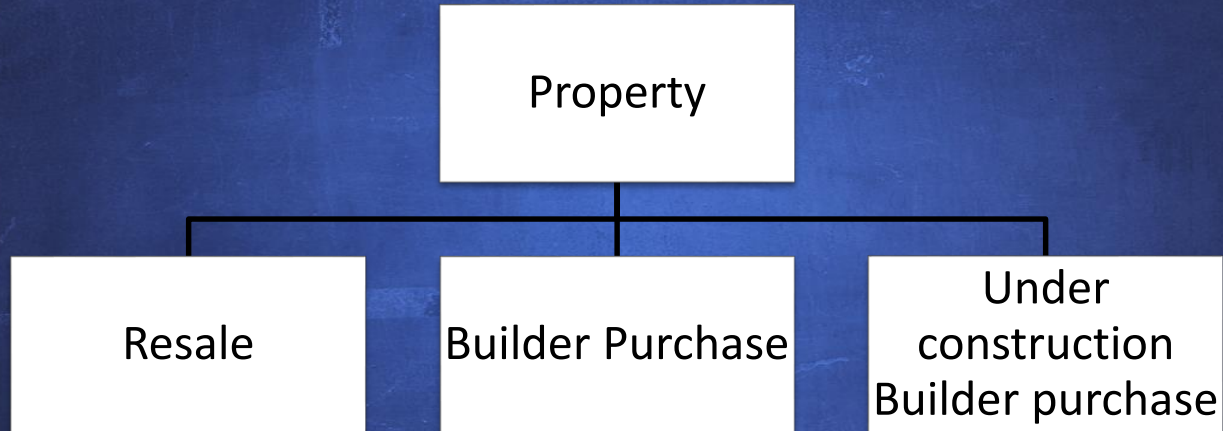 Property
Resale
Builder Purchase
Under
construction
Builder purchase